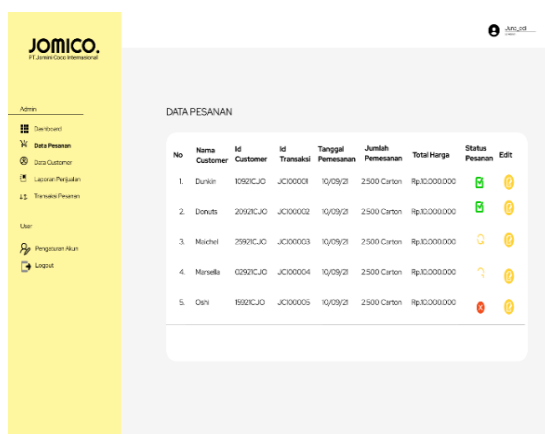 JOMICO.
PT.Jomini Coco Internasional
Admin
Dashboard
Data Pesanan
Data Customer
Laporan Penjualan
Transaksi Pesanan
User
Pengaturan Akun
Logout
DATA PESANAN
No Nama Customer Id Customer Id Transaksi Tanggal Pemesanan Jumlah Pemesanan Total Harga Status Pesanan Edit
1. Dunkin 10921CJO JC100001 10/09/21 2.500 Carton Rp.10.000.000
2. Donuts 20921CJO JC100002 10/09/21 2.500 Carton Rp.10.000.000
3. Maichel 25921CJO JC100003 10/09/21 2.500 Carton Rp.10.000.000
4. Marsella 02921CJO JC100004 10/09/21 2.500 Carton Rp.10.000.000
5. Oshi 15921CJO JC100005 10/09/21 2.500 Carton Rp.10.000.000